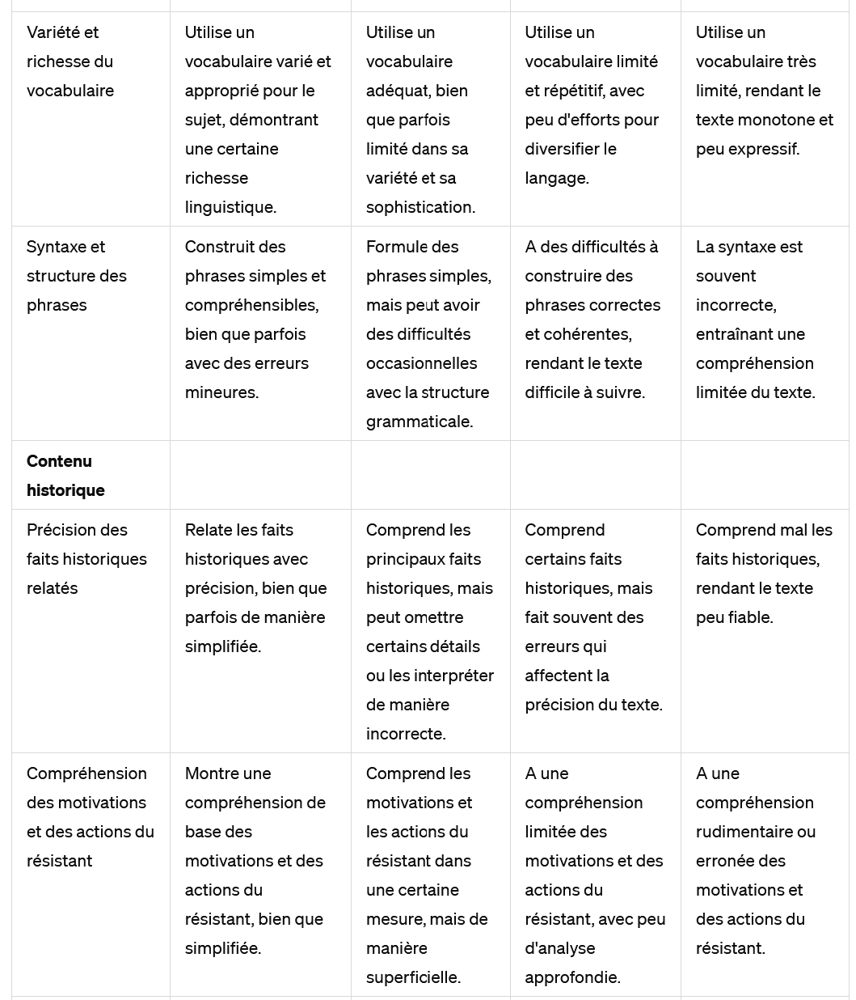 Variété et
richesse du
vocabulaire
Utilise un
vocabulaire varié et
approprié pour le
sujet, démontrant
une certaine
richesse
linguistique.
Utilise un
vocabulaire
adéquat, bien
que parfois
limité dans sa
variété et sa
sophistication.
Utilise un
vocabulaire limité
et répétitif, avec
peu d'efforts pour
diversifier le
langage.
Utilise un
vocabulaire très
limité, rendant le
texte monotone et
peu expressif.
Syntaxe et
structure des
phrases
Construit des
phrases simples et
compréhensibles,
bien que parfois
avec des erreurs
mineures.
Formule des
phrases simples,
mais peut avoir
des difficultés
occasionnelles
avec la structure
grammaticale.
A des difficultés à
construire des
phrases correctes
et cohérentes,
rendant le texte
difficile à suivre.
La syntaxe est
souvent
incorrecte,
entraînant une
compréhension
limitée du texte.
Contenu
historique
Précision des
faits historiques
relatés
Relate les faits
historiques avec
précision, bien que
parfois de manière
simplifiée.
Comprend les
principaux faits
historiques, mais
peut omettre
certains détails
ou les interpréter
de manière
incorrecte.
Comprend
certains faits
historiques, mais
fait souvent des
erreurs qui
affectent la
précision du texte.
Comprend mal les
faits historiques,
rendant le texte
peu fiable.
Compréhension
des motivations
et des actions du
résistant
Montre une
compréhension de
base des
motivations et des
actions du
résistant, bien que
simplifiée.
Comprend les
motivations et
les actions du
résistant dans
une certaine
mesure, mais de
manière
superficielle.
A une
compréhension
limitée des
motivations et des
actions du
résistant, avec peu
d'analyse
approfondie.
A une
compréhension
rudimentaire ou
erronée des
motivations et
des actions du
résistant.